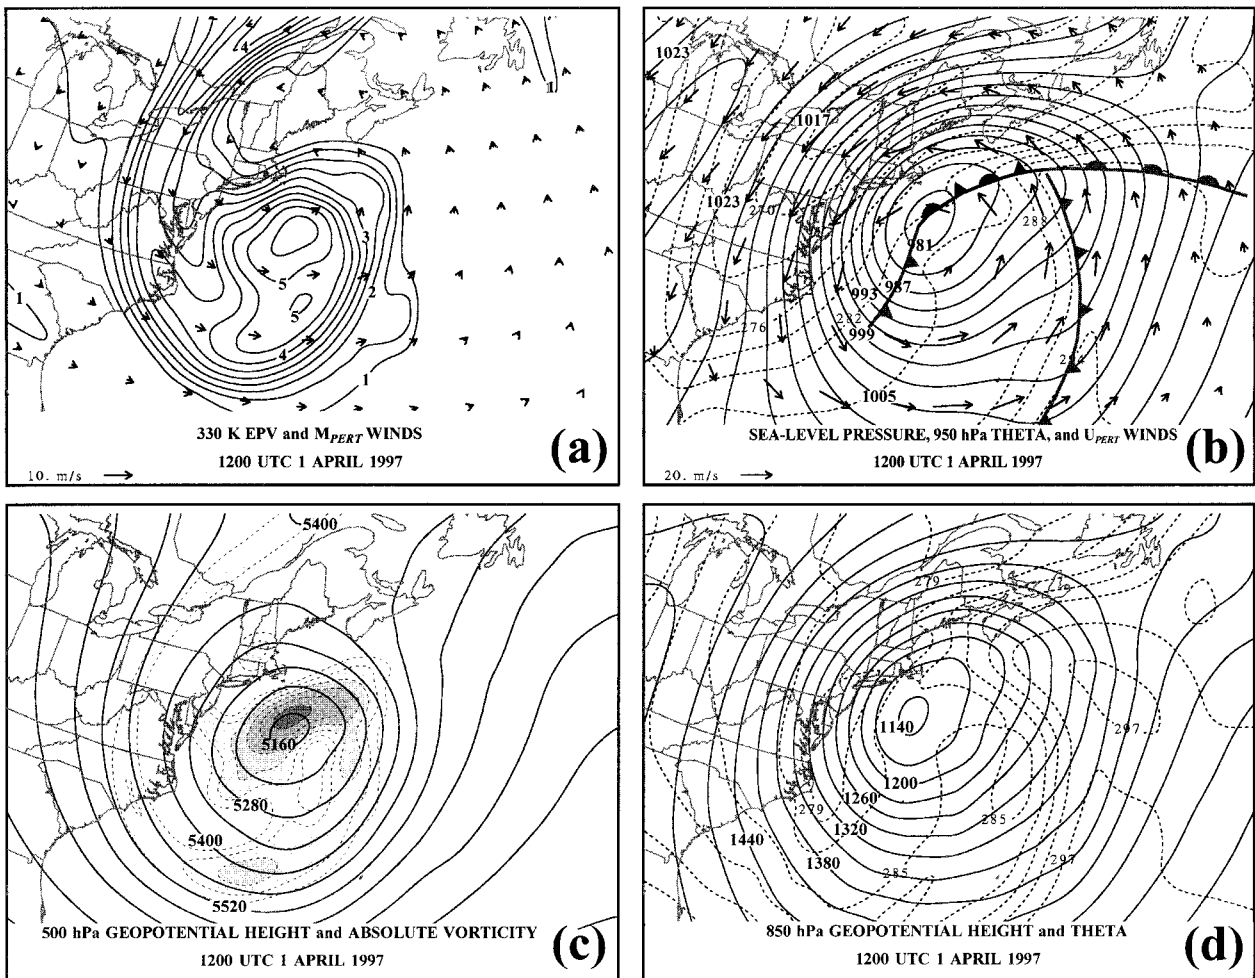 4
1
3
5
2
5
4
1
1
330 K EPV and M_PERT WINDS
1200 UTC 1 APRIL 1997
10. m/s
(a)
1023
1017
1023
270
288
981
993
987
282
999
276
1005
SEA-LEVEL PRESSURE, 950 hPa THETA, and U_PERT WINDS
1200 UTC 1 APRIL 1997
20. m/s
(b)
5400
5160
5280
5400
5520
500 hPa GEOPOTENTIAL HEIGHT and ABSOLUTE VORTICITY
1200 UTC 1 APRIL 1997
(c)
279
1140
297
1200
1260
279
1320
285
1440
1380
297
285
850 hPa GEOPOTENTIAL HEIGHT and THETA
1200 UTC 1 APRIL 1997
(d)